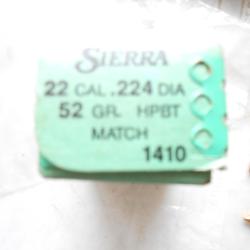 SIERRA
22 CAL .224 DIA
52 GR. HPBT
MATCH
1410